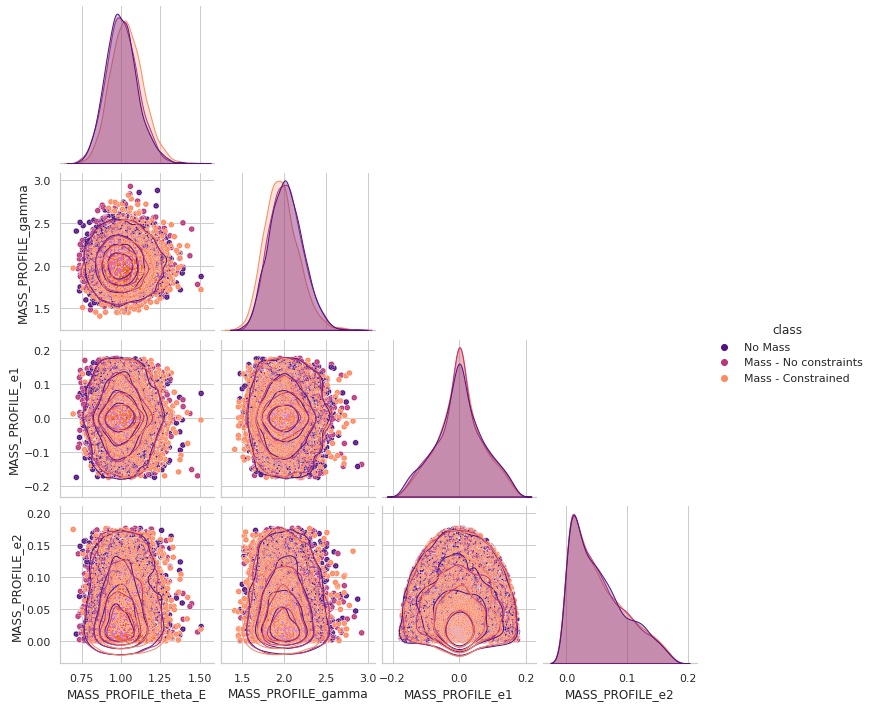 MASS_PROFILE_gamma
3.0
2.5
2.0
1.5
MASS_PROFILE_e1
0.2
0.1
0.0
−0.1
−0.2
class
No Mass
Mass - No constraints
Mass - Constrained
MASS_PROFILE_e2
0.20
0.15
0.10
0.05
0.00
0.75 1.00 1.25 1.50
1.5 2.0 2.5 3.0
−0.2 0.0 0.2
0.0 0.1 0.2
MASS_PROFILE_theta_E
MASS_PROFILE_gamma
MASS_PROFILE_e1
MASS_PROFILE_e2